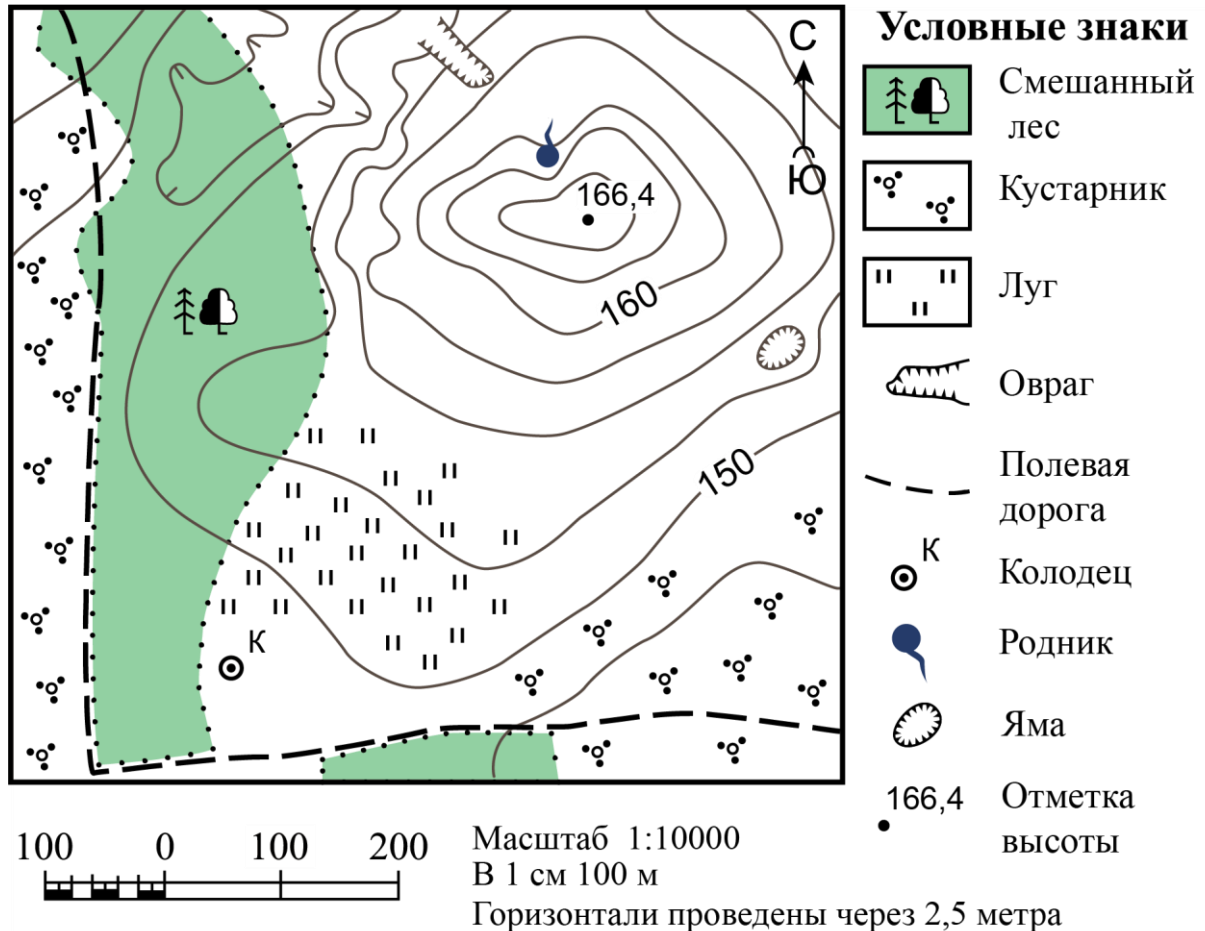 С
Ю
166,4
160
150
К
Условные знаки
Смешанный
лес
Кустарник
Луг
Овраг
Полевая
дорога
К
Колодец
Родник
Яма
166,4
Отметка
высоты
100 0 100 200
Масштаб 1:10000
В 1 см 100 м
Горизонтали проведены через 2,5 метра